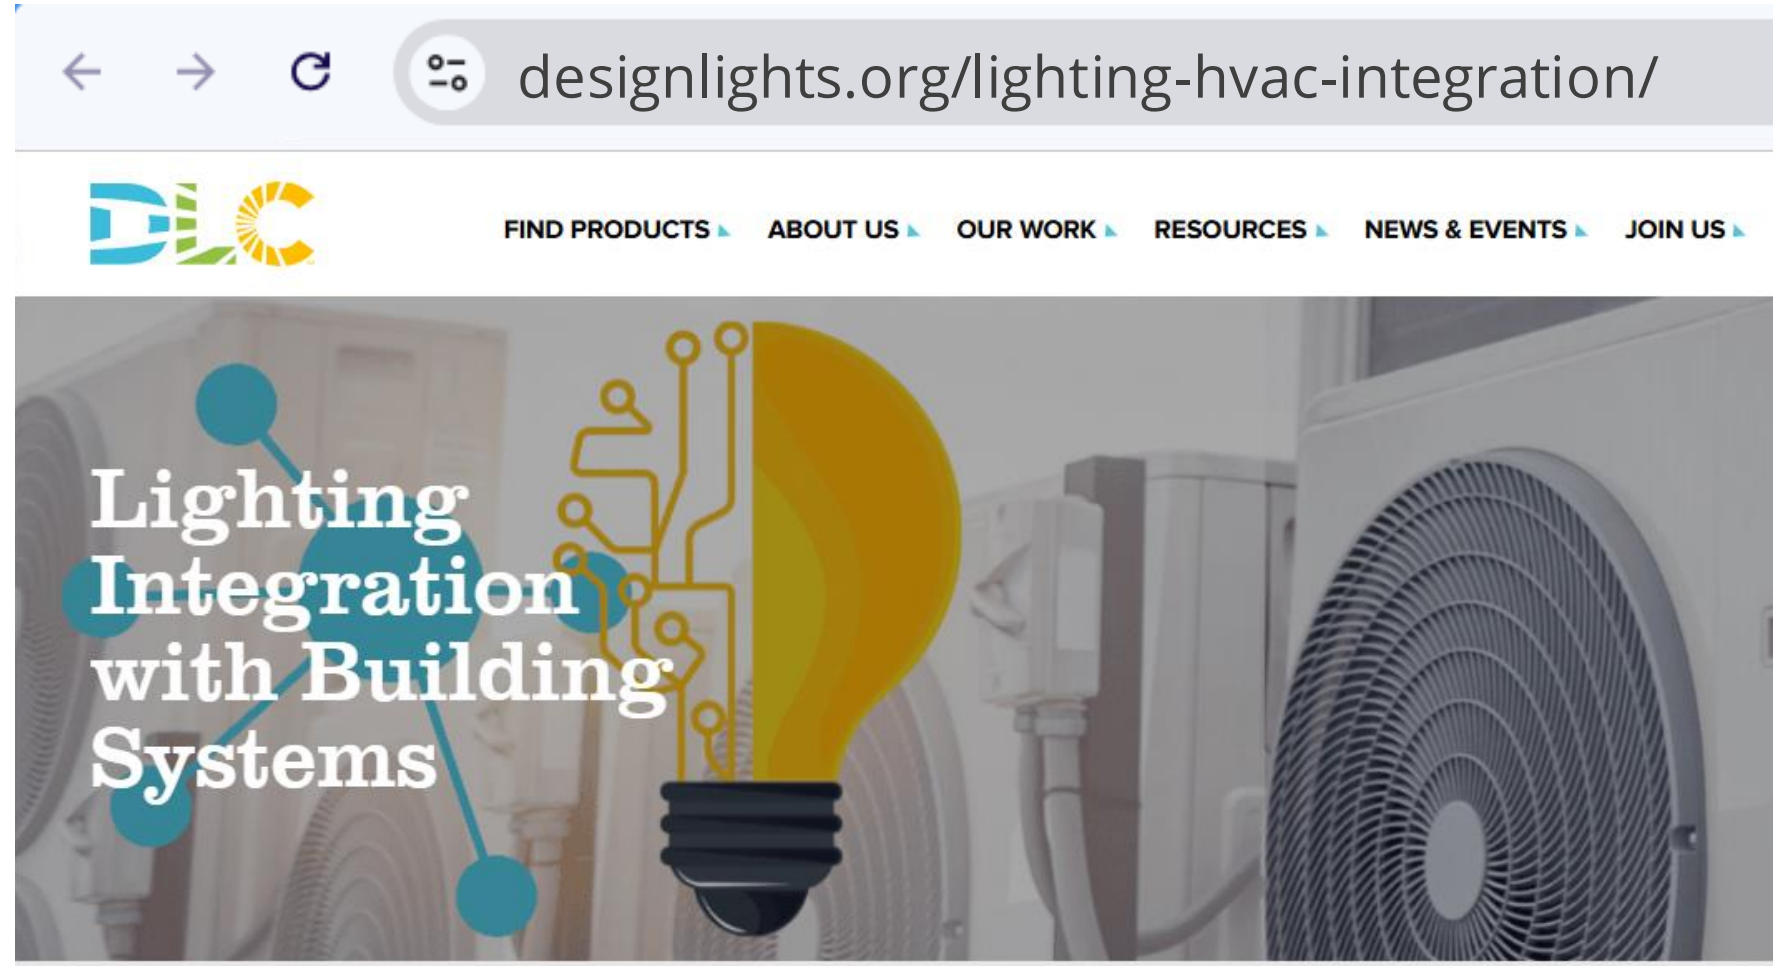 designlights.org/lighting-hvac-integration/
DLC
FIND PRODUCTS ABOUT US OUR WORK RESOURCES NEWS & EVENTS JOIN US
Lighting
Integration
with Building
Systems